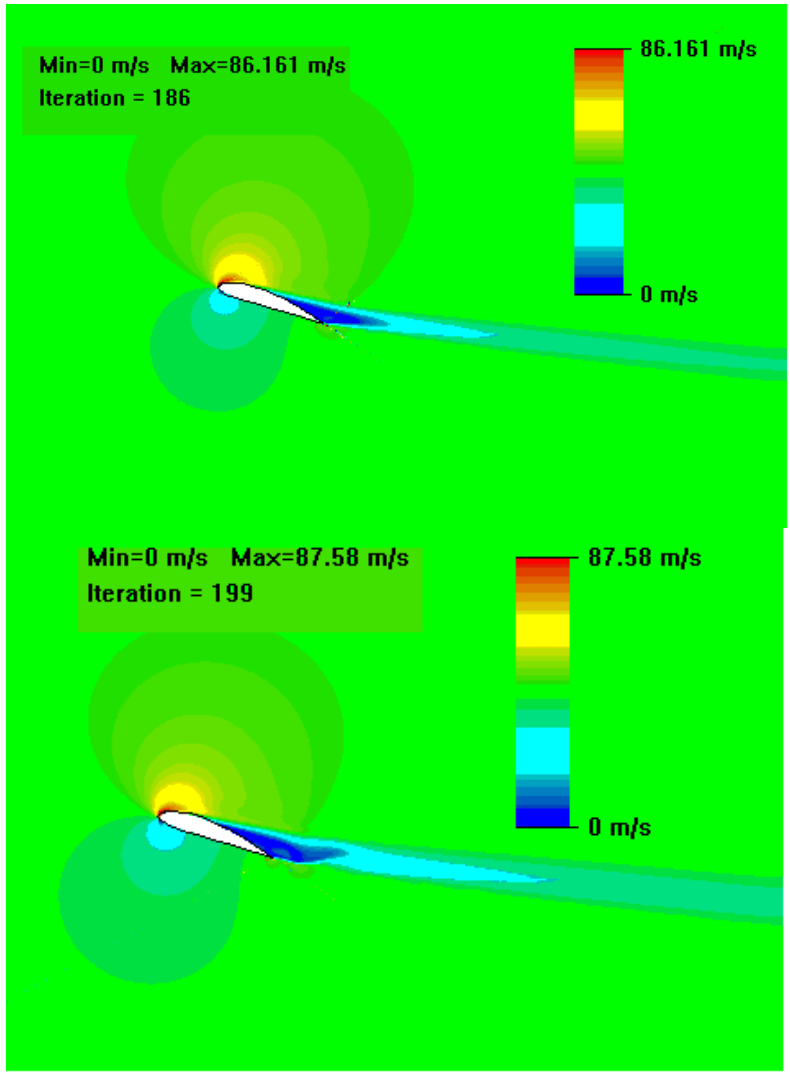 Min=0 m/s Max=86.161 m/s
Iteration = 186
86.161 m/s
0 m/s
Min=0 m/s Max=87.58 m/s
Iteration = 199
87.58 m/s
0 m/s